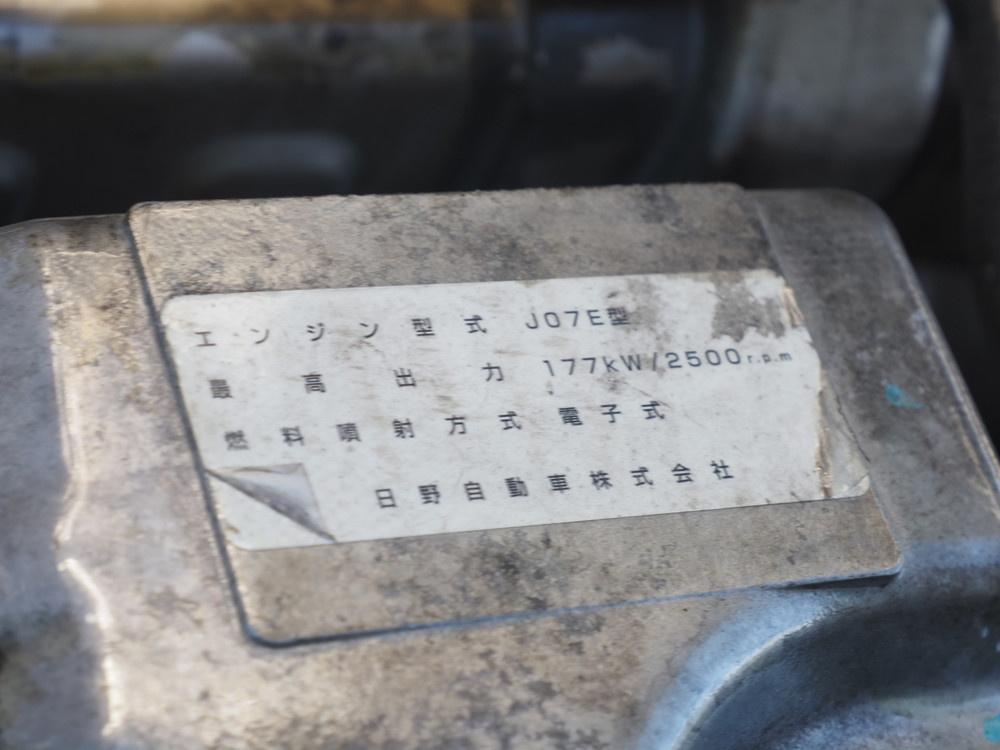 エンジン型式 J07E型
最高出力 177kW/2500r.p.m
燃料噴射方式 電子式
日野自動車株式会社